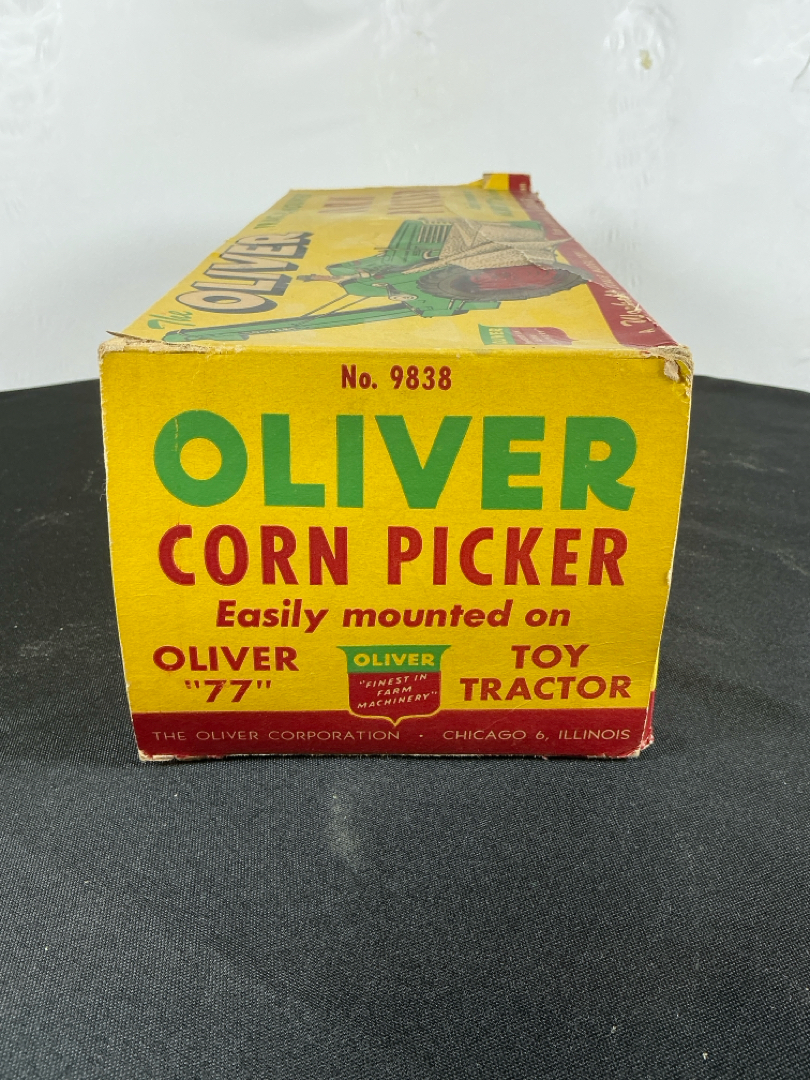 The OLIVER
OLIVER
No. 9838
OLIVER
CORN PICKER
Easily mounted on
OLIVER
"77"
OLIVER
"FINEST IN
FARM
MACHINERY"
TOY
TRACTOR
THE OLIVER CORPORATION · CHICAGO 6, ILLINOIS